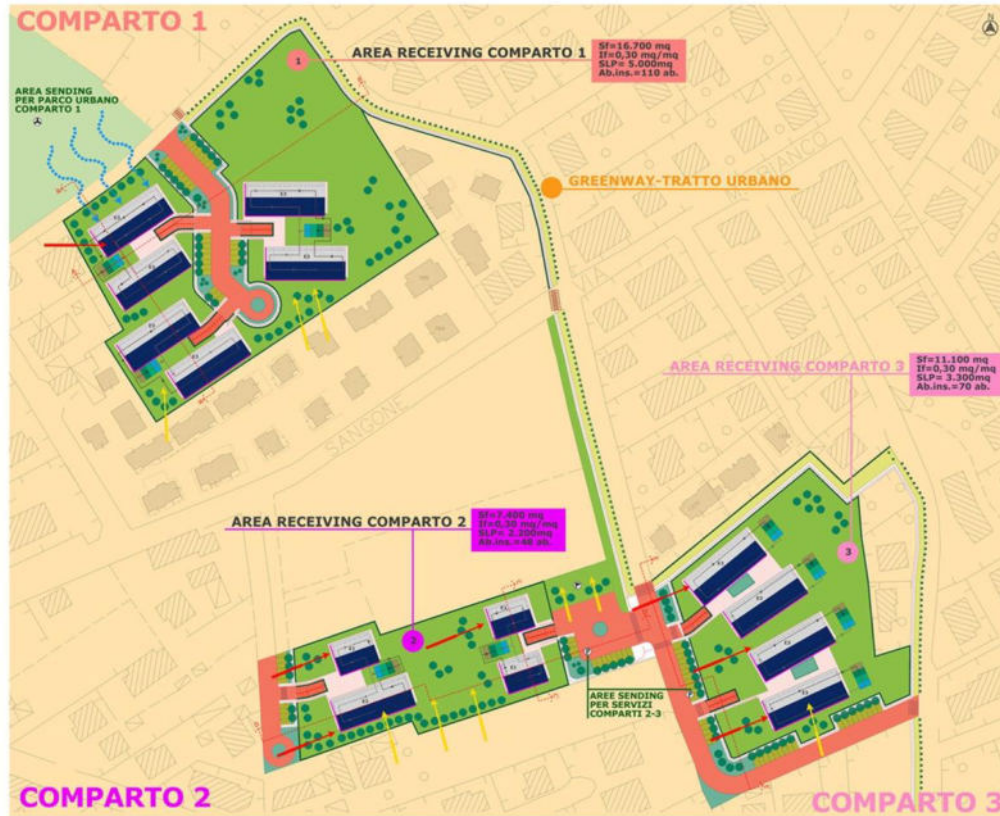 COMPARTO 1
AREA RECEIVING COMPARTO 1
Sf=16.700 mq
If=0,30 mq/mq
SLP= 5.000mq
Ab.ins.=110 ab.
1
AREA SENDING
PER PARCO URBANO
COMPARTO 1
GREENWAY-TRATTO URBANO
AREA RECEIVING COMPARTO 3
Sf=11.100 mq
If=0,30 mq/mq
SLP= 3.300mq
Ab.ins.=70 ab.
SANGONE
AREA RECEIVING COMPARTO 2
Sf=7.400 mq
If=0,30 mq/mq
SLP= 2.200mq
3
2
AREE SENDING
PER SERVIZI
COMPARTI 2-3
COMPARTO 2
COMPARTO 3